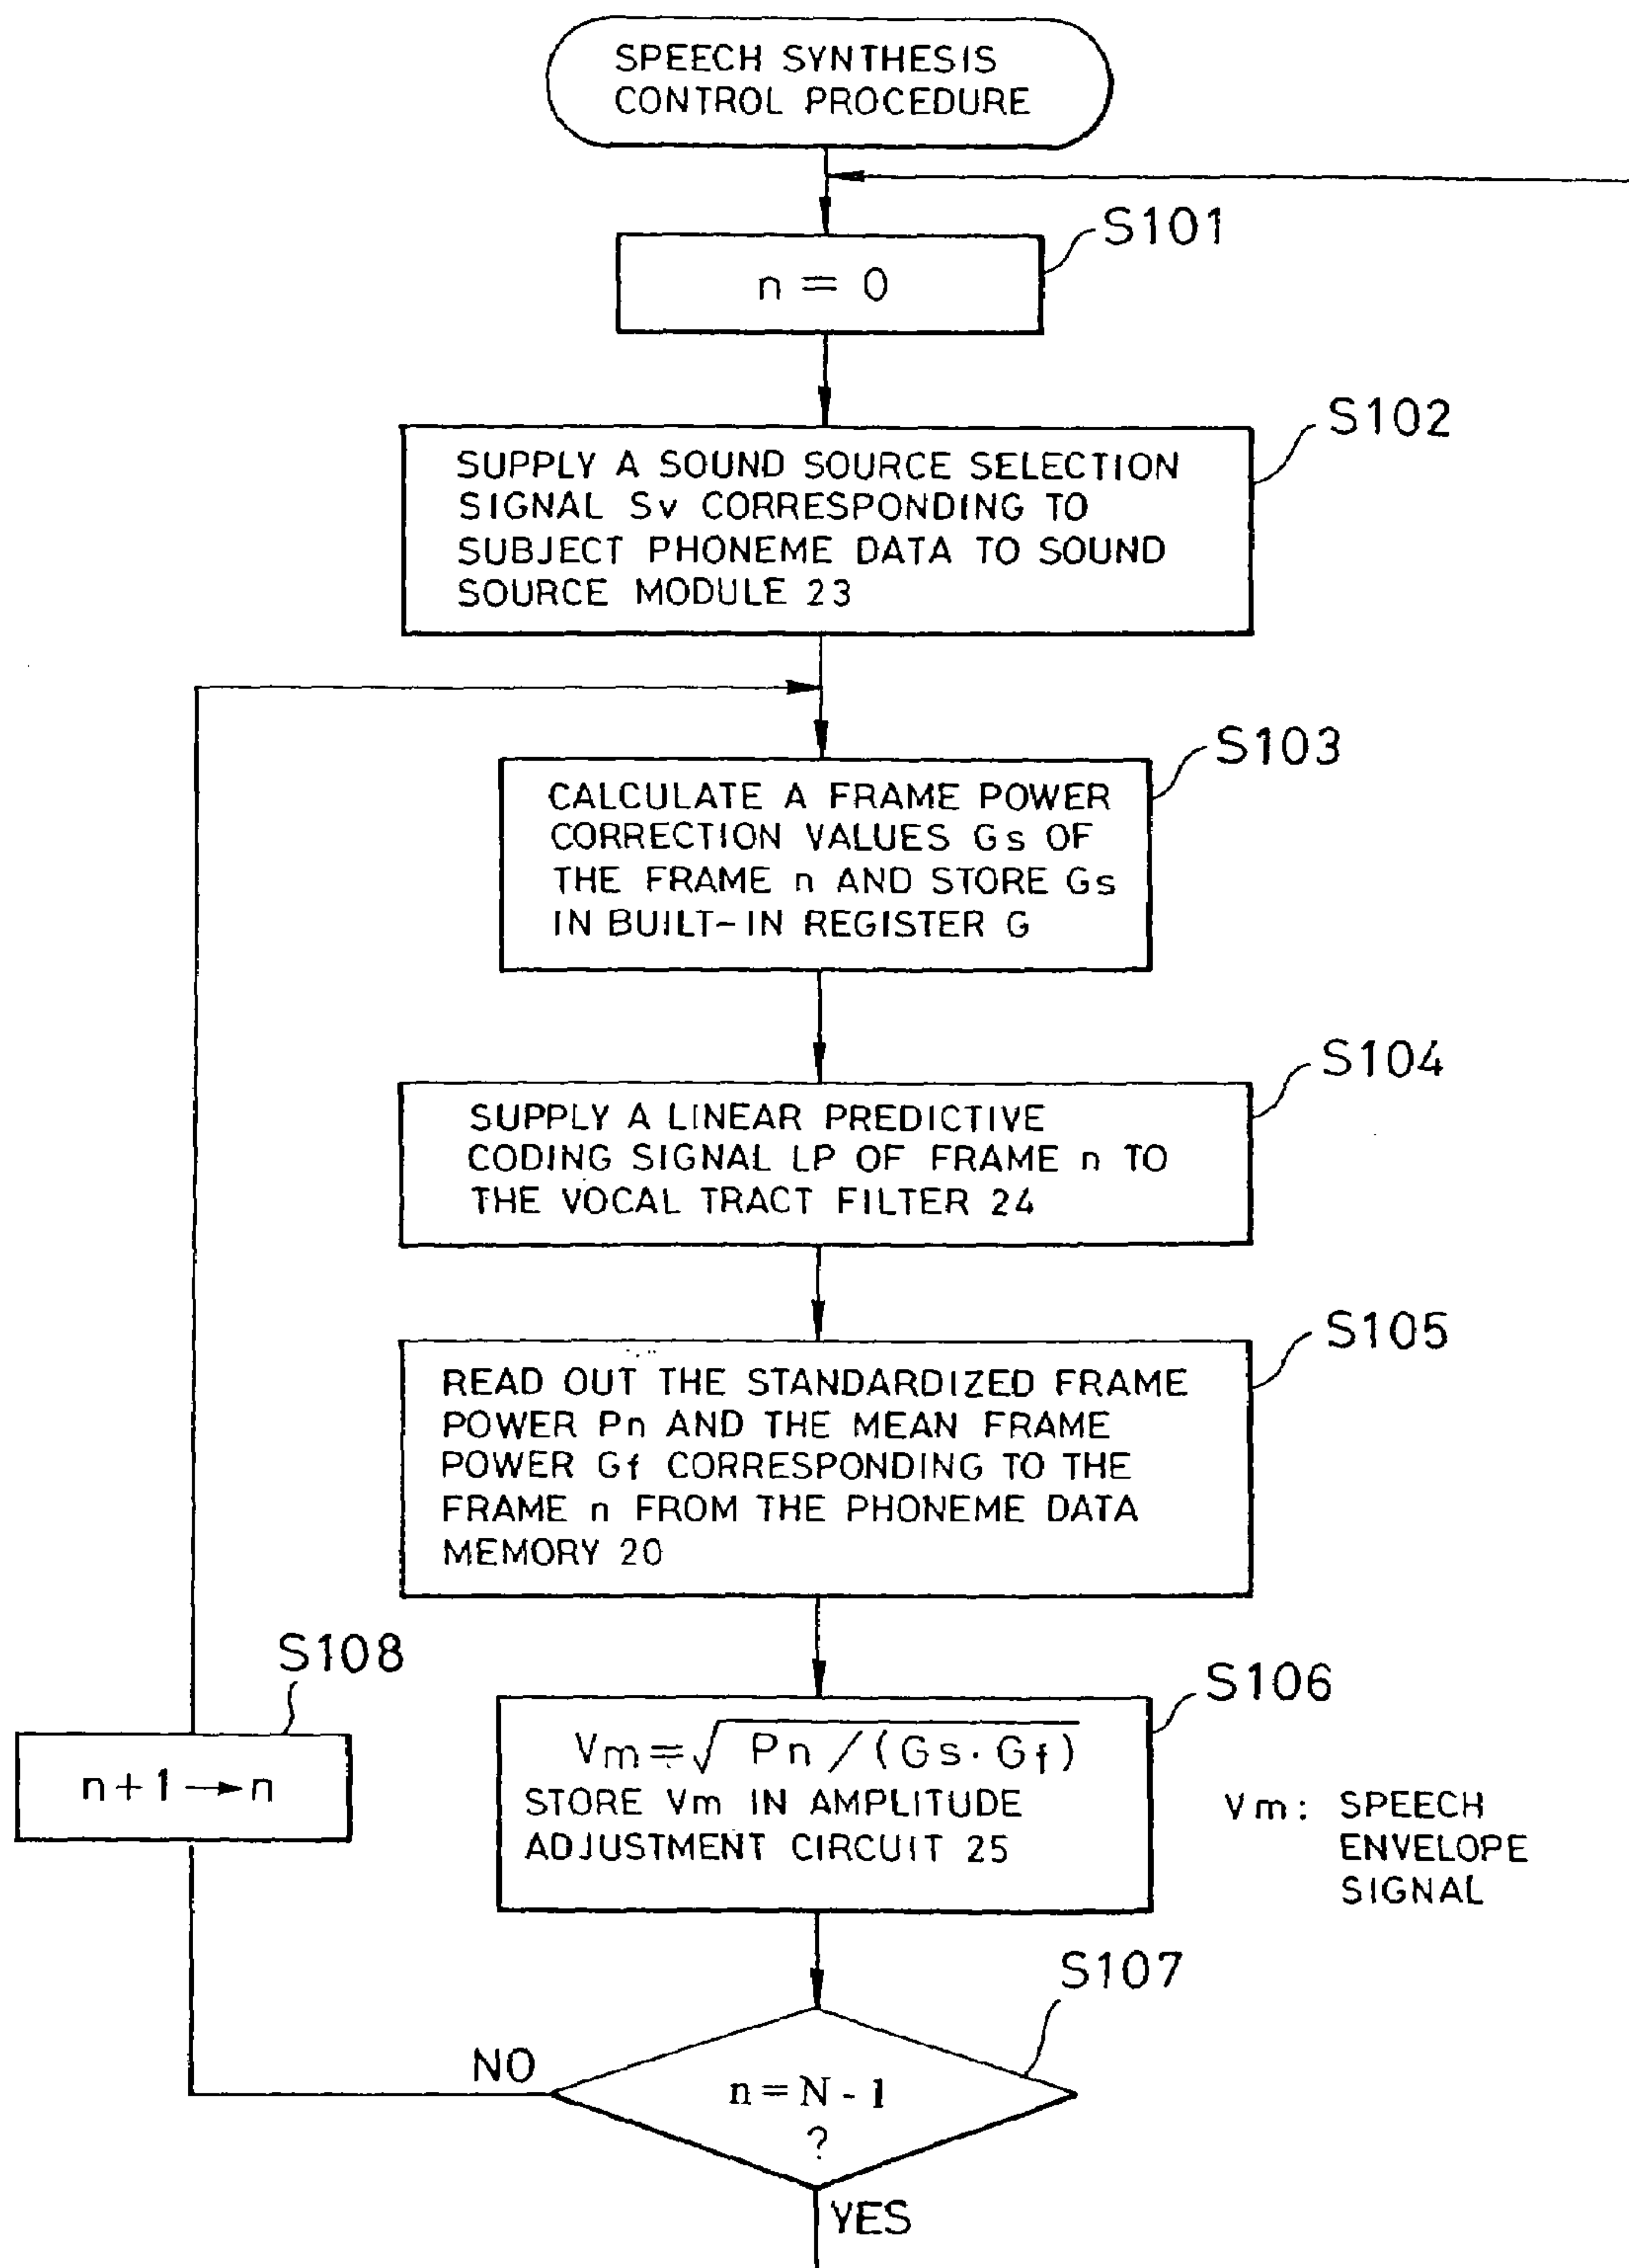 SPEECH SYNTHESIS
CONTROL PROCEDURE
S101
n = 0
S102
SUPPLY A SOUND SOURCE SELECTION
SIGNAL Sv CORRESPONDING TO
SUBJECT PHONEME DATA TO SOUND
SOURCE MODULE 23
S103
CALCULATE A FRAME POWER
CORRECTION VALUES Gs OF
THE FRAME n AND STORE Gs
IN BUILT-IN REGISTER G
S104
SUPPLY A LINEAR PREDICTIVE
CODING SIGNAL LP OF FRAME n TO
THE VOCAL TRACT FILTER 24
S105
READ OUT THE STANDARDIZED FRAME
POWER Pn AND THE MEAN FRAME
POWER Gf CORRESPONDING TO THE
FRAME n FROM THE PHONEME DATA
MEMORY 20
S106
Vm = √ Pn / (Gs · Gf)
STORE Vm IN AMPLITUDE
ADJUSTMENT CIRCUIT 25
Vm: SPEECH
ENVELOPE
SIGNAL
S108
n+1 → n
S107
n = N - 1
?
NO
YES